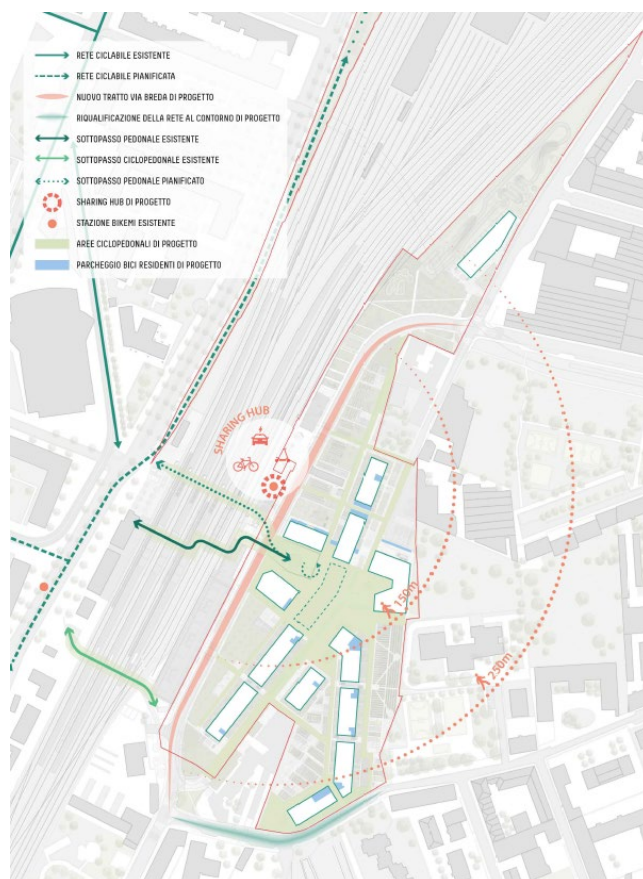 RETE CICLABILE ESISTENTE
RETE CICLABILE PIANIFICATA
NUOVO TRATTO VIA BREDA DI PROGETTO
RIQUALIFICAZIONE DELLA RETE AL CONTORNO DI PROGETTO
SOTTOPASSO PEDONALE ESISTENTE
SOTTOPASSO CICLOPEDONALE ESISTENTE
SOTTOPASSO PEDONALE PIANIFICATO
SHARING HUB DI PROGETTO
STAZIONE BIKEMI ESISTENTE
AREE CICLOPEDONALI DI PROGETTO
PARCHEGGIO BICI RESIDENTI DI PROGETTO
SHARING HUB
150m
250m